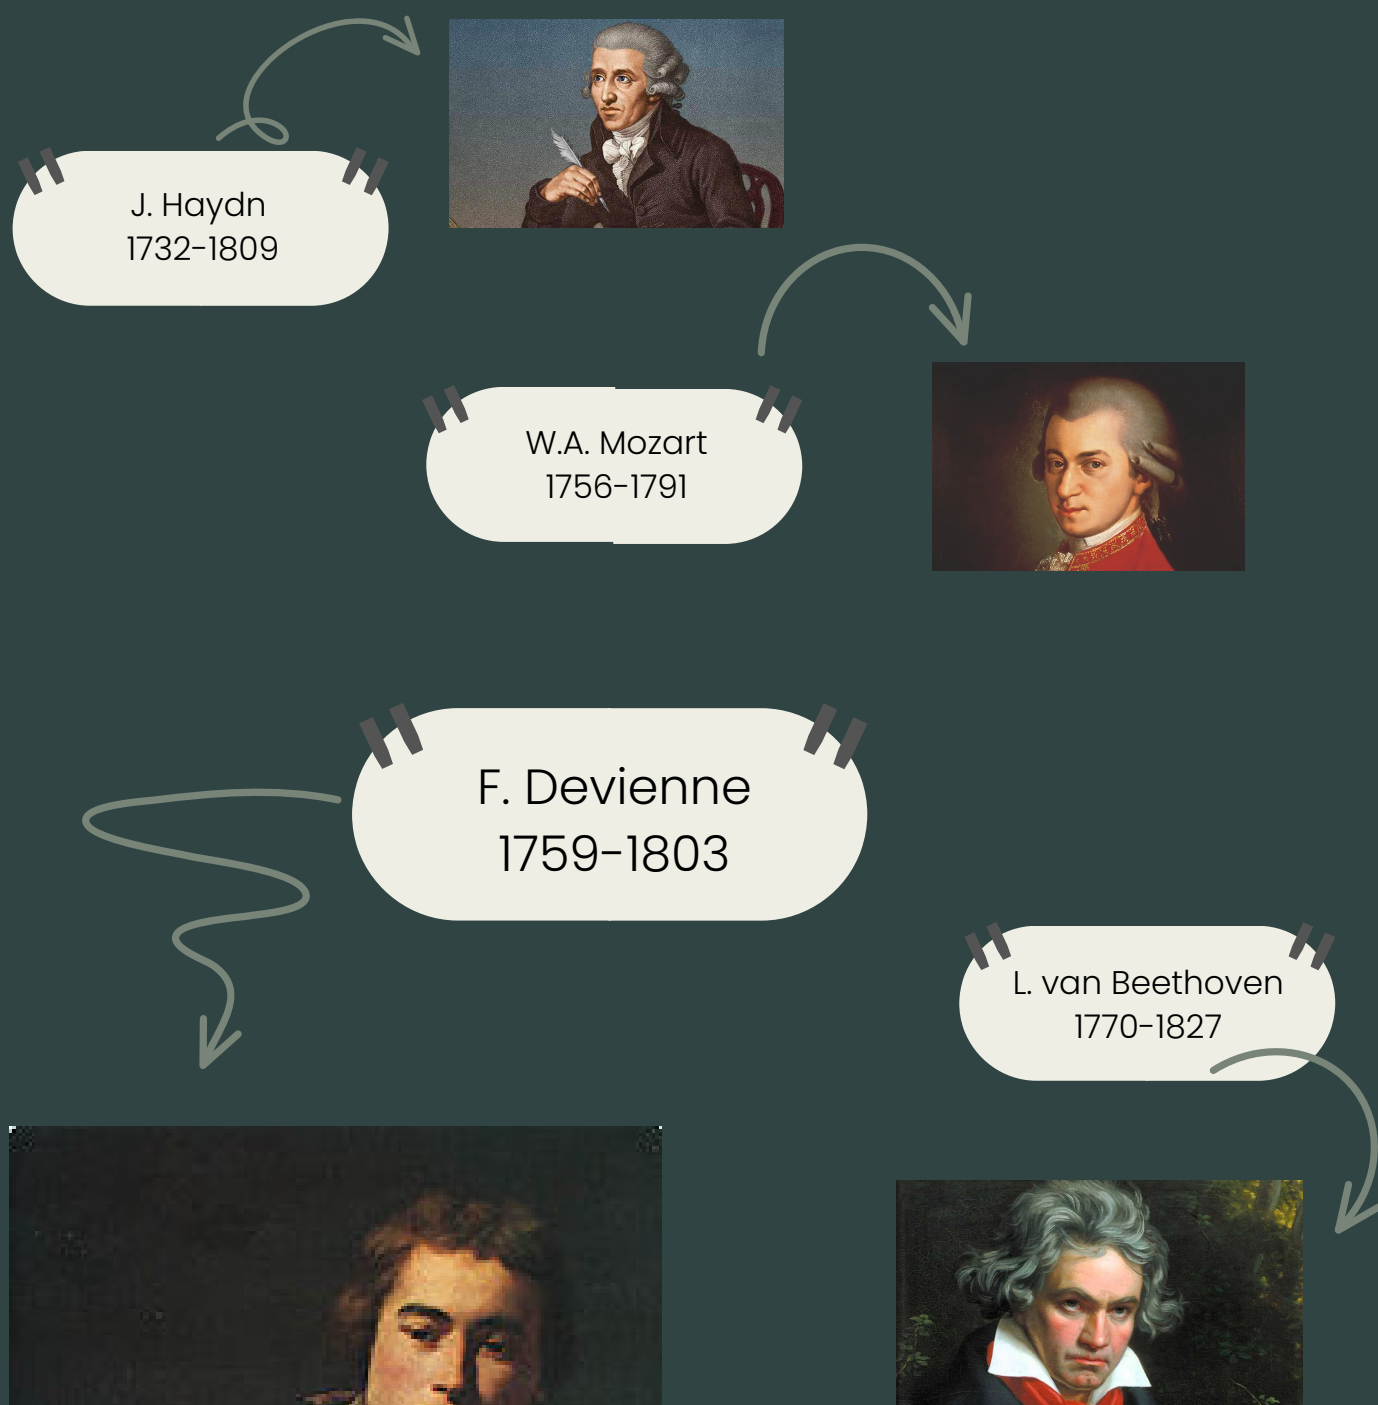 J. Haydn
1732-1809
W.A. Mozart
1756-1791
F. Devienne
1759-1803
L. van Beethoven
1770-1827